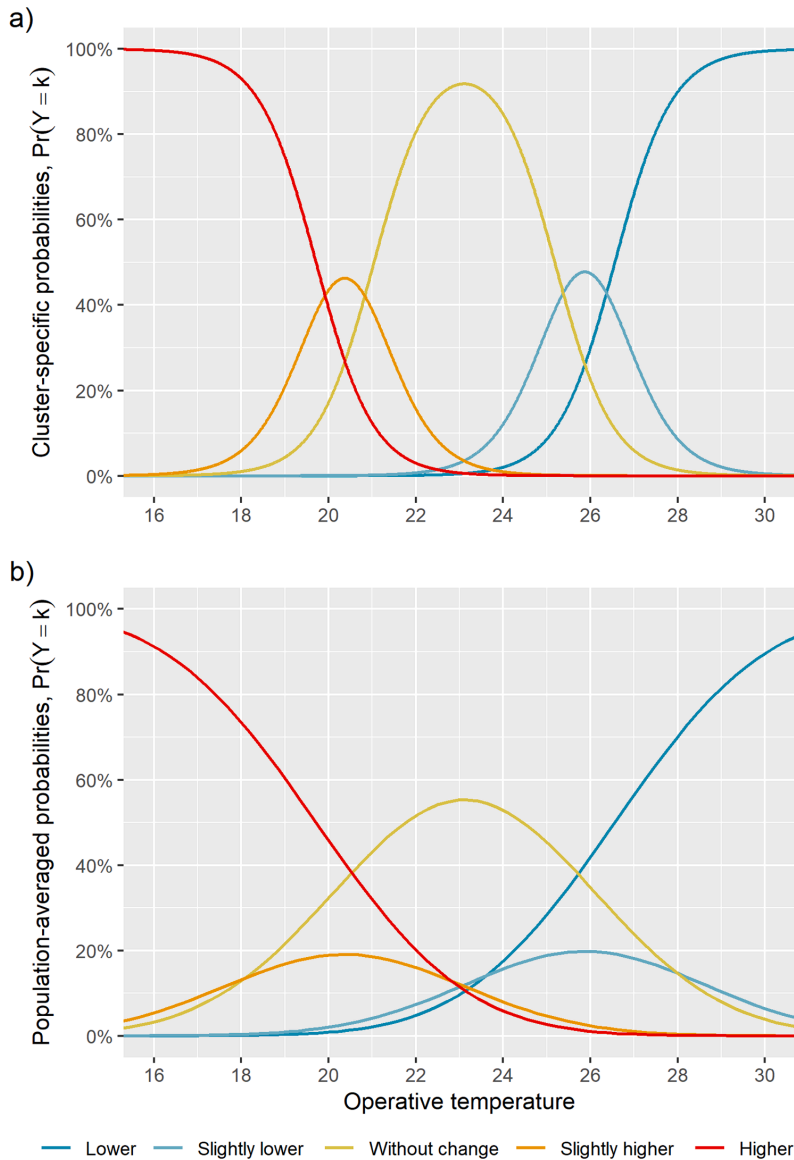 a)
Cluster-specific probabilities, Pr(Y = k)
100%
80%
60%
40%
20%
0%
16 18 20 22 24 26 28 30
b)
Population-averaged probabilities, Pr(Y = k)
100%
80%
60%
40%
20%
0%
16 18 20 22 24 26 28 30
Operative temperature
Lower Slightly lower Without change Slightly higher Higher